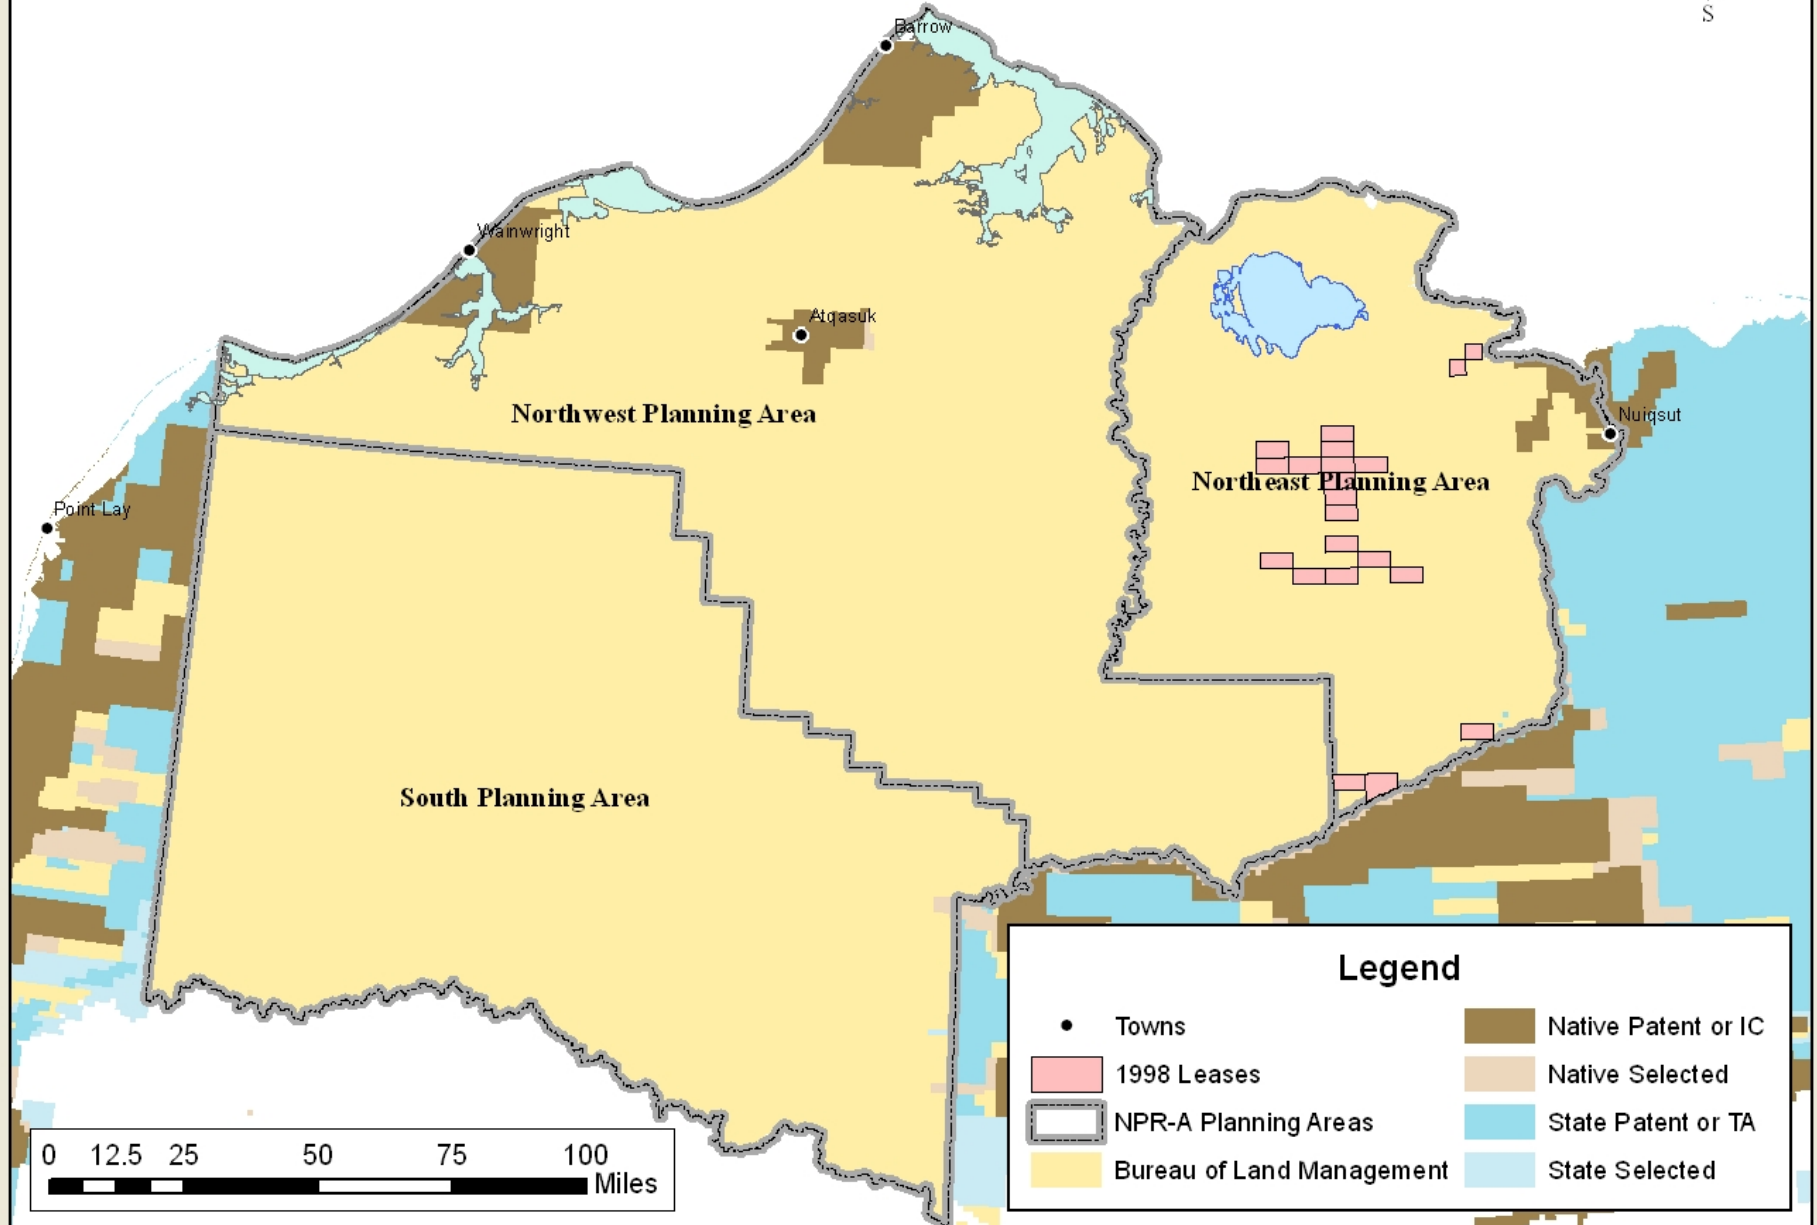 S
Barrow
Wainwright
Atqasuk
Northwest Planning Area
Nuiqsut
Northeast Planning Area
Point Lay
South Planning Area
Legend
Towns
1998 Leases
NPR-A Planning Areas
Bureau of Land Management
Native Patent or IC
Native Selected
State Patent or TA
State Selected
0 12.5 25 50 75 100
Miles